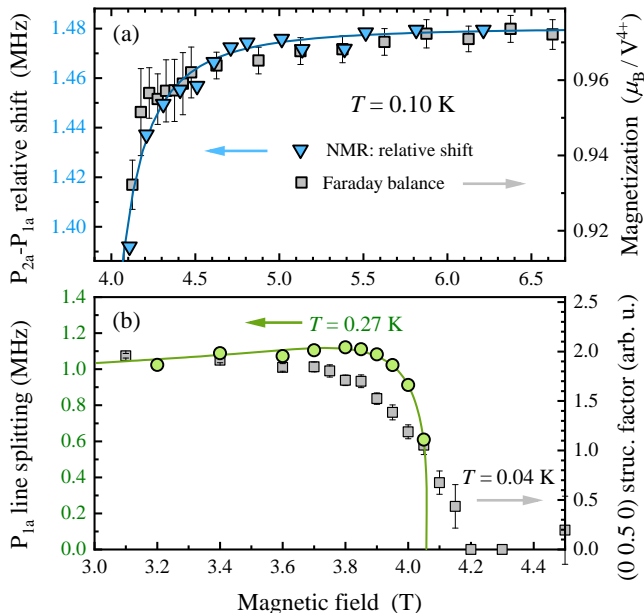 P2a-P1a relative shift (MHz)
1.48
1.46
1.44
1.42
1.40
(a)
T = 0.10 K
NMR: relative shift
Faraday balance
0.96
0.94
0.92
Magnetization (μB / V4+)
4.0 4.5 5.0 5.5 6.0 6.5
P1a line splitting (MHz)
1.4
1.2
1.0
0.8
0.6
0.4
0.2
0.0
(b)
T = 0.27 K
T = 0.04 K
2.5
2.0
1.5
1.0
0.5
0.0
(0 0.5 0) struc. factor (arb. u.)
3.0 3.2 3.4 3.6 3.8 4.0 4.2 4.4
Magnetic field (T)